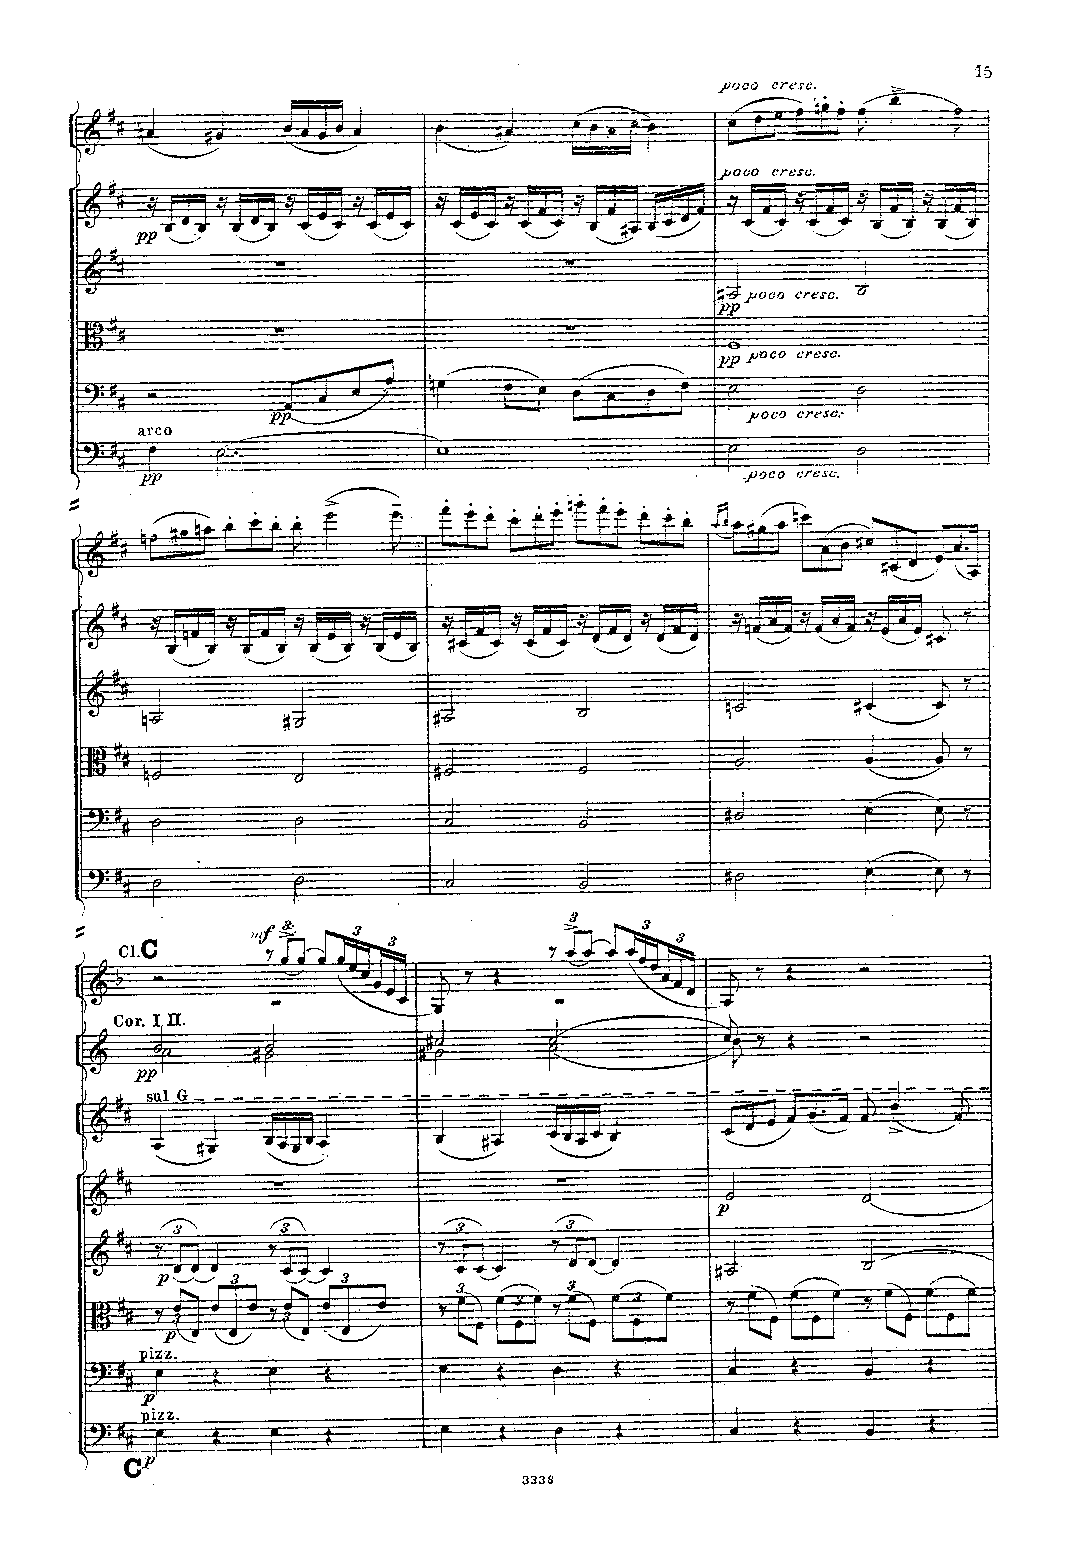 15
poco cresc.
poco cresc.
pp
poco cresc.
pp
pp poco cresc.
pp
poco cresc.
arco
pp
poco cresc.
Cl. C
mf 3
3 3
3
3 3
Cor. I II.
pp
sul G
p
3 3 3 3
p
3 3 3 3 3 3
p
pizz.
p
pizz.
C p
3338